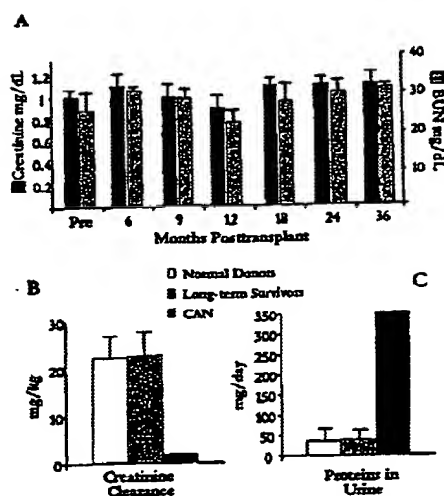 A
Creatinine mg/dL
1.2
1
0.8
0.6
0.4
0.2
40
30
20
10
BUN mg/dL
Pre 6 9 12 18 24 36
Months Posttransplant
Normal Donors
Long-term Survivors
CAN
B
30
20
10
0
mg/kg
Creatinine
Clearance
C
350
300
250
200
150
100
50
0
mg/day
Proteins in
Urine